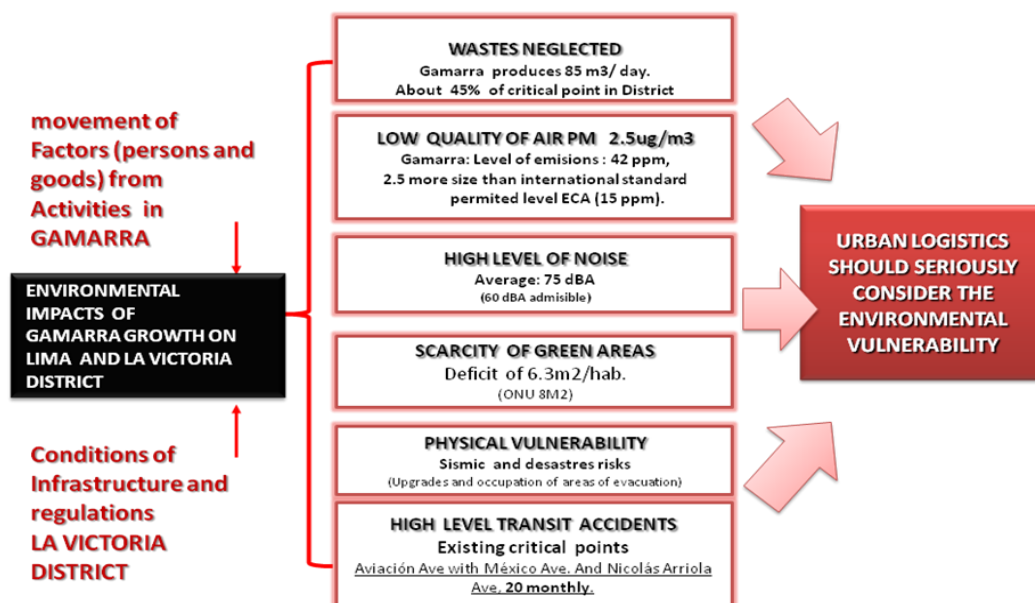 movement of
Factors (persons and
goods) from
Activities in
GAMARRA
ENVIRONMENTAL
IMPACTS OF
GAMARRA GROWTH ON
LIMA AND LA VICTORIA
DISTRICT
Conditions of
Infrastructure and
regulations
LA VICTORIA
DISTRICT
WASTES NEGLECTED
Gamarra produces 85 m3/ day.
About 45% of critical point in District
LOW QUALITY OF AIR PM 2.5ug/m3
Gamarra: Level of emisions : 42 ppm,
2.5 more size than international standard
permited level ECA (15 ppm).
HIGH LEVEL OF NOISE
Average: 75 dBA
(60 dBA admisible)
SCARCITY OF GREEN AREAS
Deficit of 6.3m2/hab.
(ONU 8M2)
PHYSICAL VULNERABILITY
Sismic and desastres risks
(Upgrades and occupation of areas of evacuation)
HIGH LEVEL TRANSIT ACCIDENTS
Existing critical points
Aviación Ave with México Ave. And Nicolás Arriola
Ave, 20 monthly.
URBAN LOGISTICS
SHOULD SERIOUSLY
CONSIDER THE
ENVIRONMENTAL
VULNERABILITY